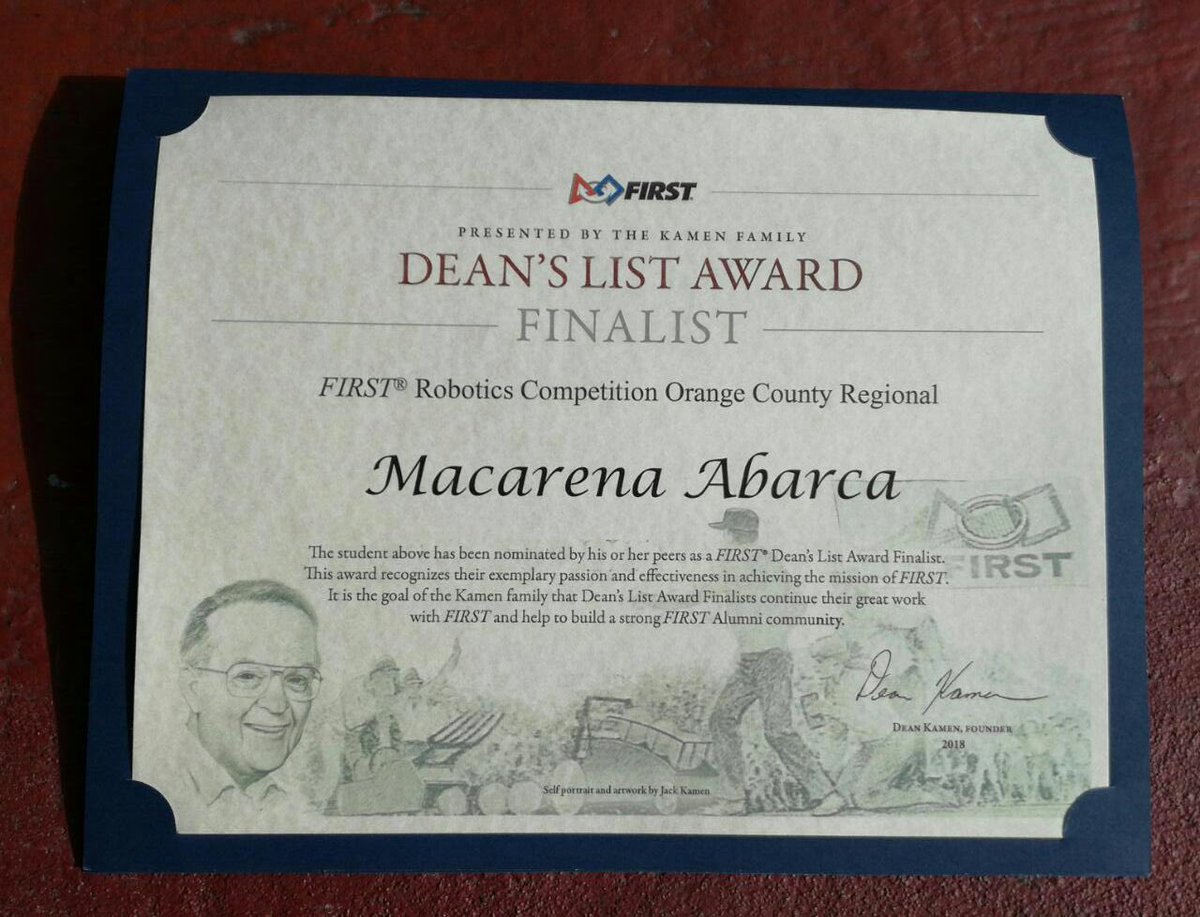 FIRST
PRESENTED BY THE KAMEN FAMILY
DEAN'S LIST AWARD
FINALIST
FIRST® Robotics Competition Orange County Regional
Macarena Abarca
The student above has been nominated by his or her peers as a FIRST® Dean's List Award Finalist.
This award recognizes their exemplary passion and effectiveness in achieving the mission of FIRST.
It is the goal of the Kamen family that Dean's List Award Finalists continue their great work
with FIRST and help to build a strong FIRST Alumni community.
FIRST
Dean Kamen
DEAN KAMEN, FOUNDER
2018
Self portrait and artwork by Jack Kamen